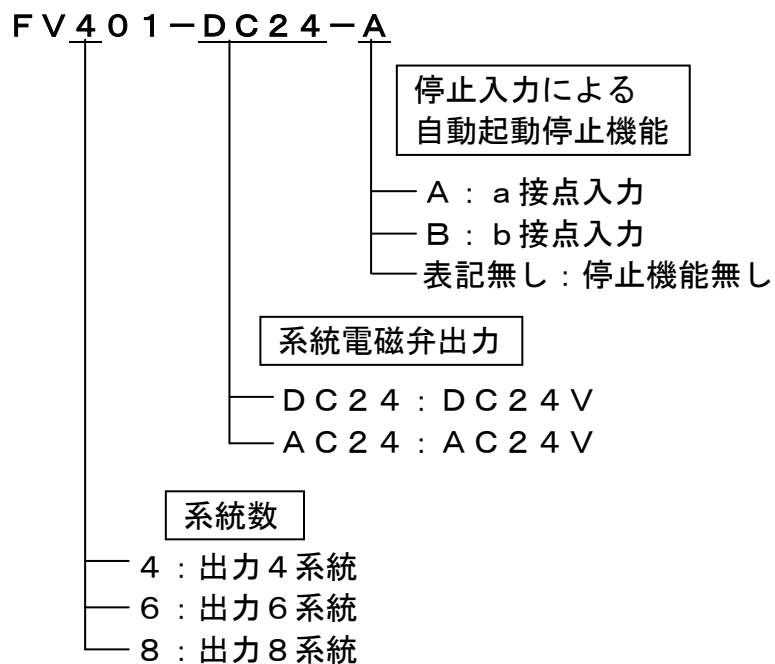 ＦＶ４０１－ＤＣ２４－Ａ
停止入力による
自動起動停止機能
Ａ：ａ接点入力
Ｂ：ｂ接点入力
表記無し：停止機能無し
系統電磁弁出力
ＤＣ２４：ＤＣ２４Ｖ
ＡＣ２４：ＡＣ２４Ｖ
系統数
４：出力４系統
６：出力６系統
８：出力８系統